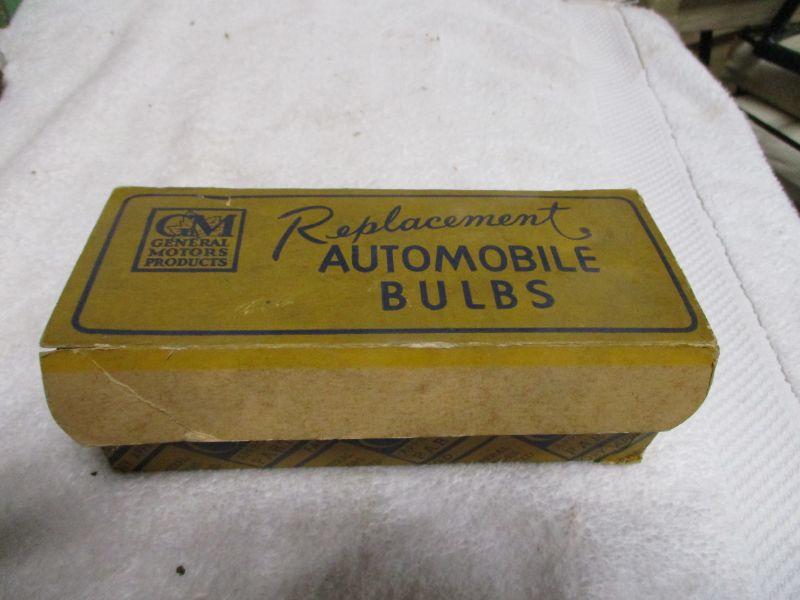 GM
GENERAL
MOTORS
PRODUCTS
Replacement
AUTOMOBILE
BULBS